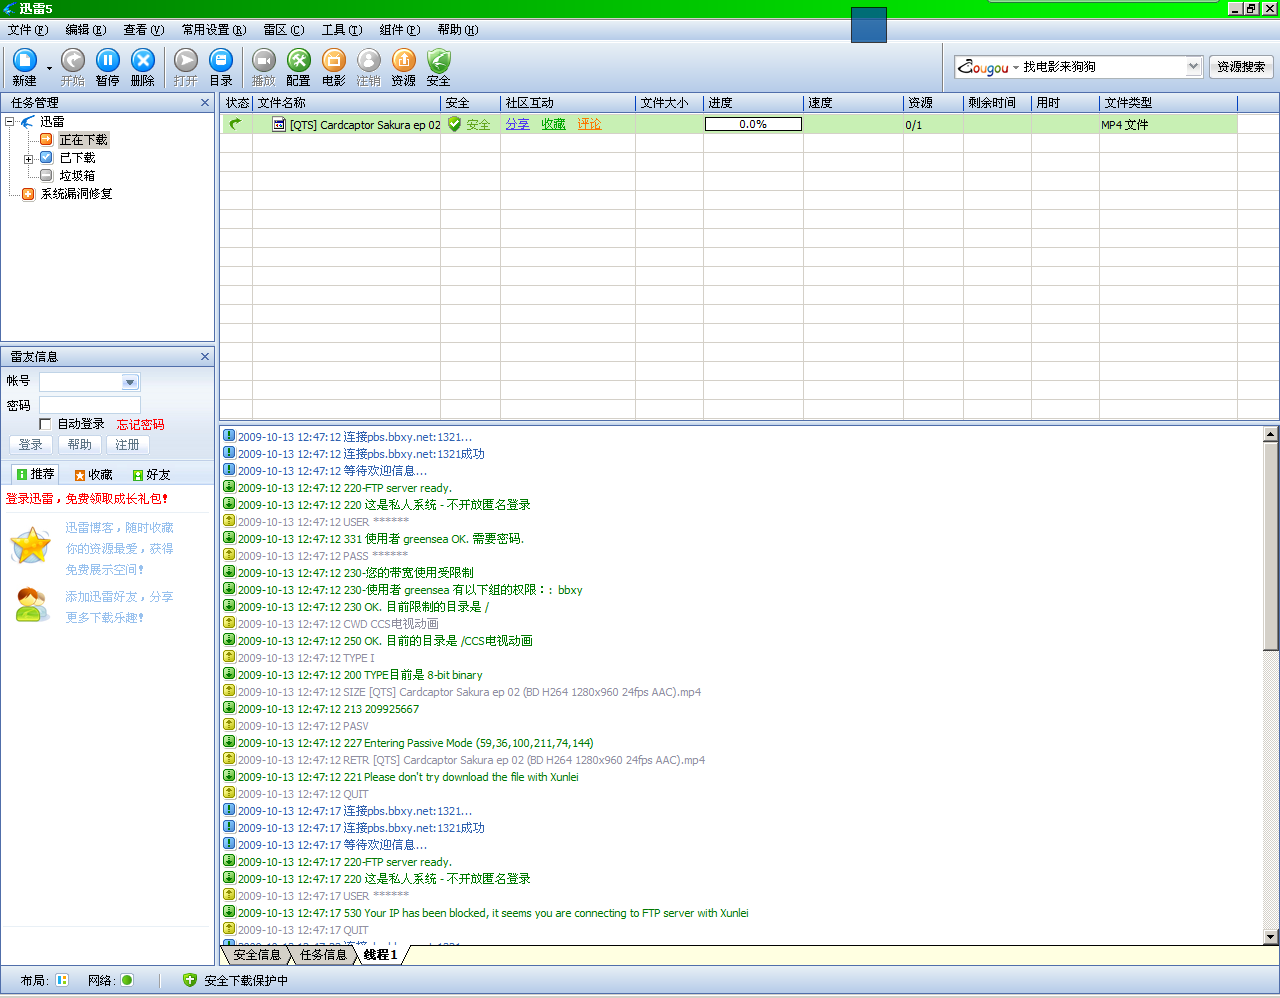 迅雷5
文件(F) 编辑(E) 查看(V) 常用设置(R) 雷区(C) 工具(T) 组件(P) 帮助(H)
新建 开始 暂停 删除 打开 目录 播放 配置 电影 注销 资源 安全
Gougou 找电影来狗狗 资源搜索
任务管理
迅雷
正在下载
已下载
垃圾箱
系统漏洞修复
状态 文件名称 安全 社区互动 文件大小 进度 速度 资源 剩余时间 用时 文件类型
[QTS] Cardcaptor Sakura ep 02 安全 分享 收藏 评论 0.0% 0/1 MP4 文件
雷友信息
帐号
密码
自动登录 忘记密码
登录 帮助 注册
推荐 收藏 好友
登录迅雷，免费领取成长礼包!
迅雷博客，随时收藏
你的资源最爱，获得
免费展示空间!
添加迅雷好友，分享
更多下载乐趣!
2009-10-13 12:47:12 连接pbs.bbxy.net:1321...
2009-10-13 12:47:12 连接pbs.bbxy.net:1321成功
2009-10-13 12:47:12 等待欢迎信息...
2009-10-13 12:47:12 220-FTP server ready.
2009-10-13 12:47:12 220 这是私人系统 - 不开放匿名登录
2009-10-13 12:47:12 USER ******
2009-10-13 12:47:12 331 使用者 greensea OK. 需要密码.
2009-10-13 12:47:12 PASS ******
2009-10-13 12:47:12 230-您的带宽使用受限制
2009-10-13 12:47:12 230-使用者 greensea 有以下组的权限：: bbxy
2009-10-13 12:47:12 230 OK. 目前限制的目录是 /
2009-10-13 12:47:12 CWD CCS电视动画
2009-10-13 12:47:12 250 OK. 目前的目录是 /CCS电视动画
2009-10-13 12:47:12 TYPE I
2009-10-13 12:47:12 200 TYPE目前是 8-bit binary
2009-10-13 12:47:12 SIZE [QTS] Cardcaptor Sakura ep 02 (BD H264 1280x960 24fps AAC).mp4
2009-10-13 12:47:12 213 209925667
2009-10-13 12:47:12 PASV
2009-10-13 12:47:12 227 Entering Passive Mode (59,36,100,211,74,144)
2009-10-13 12:47:12 RETR [QTS] Cardcaptor Sakura ep 02 (BD H264 1280x960 24fps AAC).mp4
2009-10-13 12:47:12 221 Please don't try download the file with Xunlei
2009-10-13 12:47:12 QUIT
2009-10-13 12:47:17 连接pbs.bbxy.net:1321...
2009-10-13 12:47:17 连接pbs.bbxy.net:1321成功
2009-10-13 12:47:17 等待欢迎信息...
2009-10-13 12:47:17 220-FTP server ready.
2009-10-13 12:47:17 220 这是私人系统 - 不开放匿名登录
2009-10-13 12:47:17 USER ******
2009-10-13 12:47:17 530 Your IP has been blocked, it seems you are connecting to FTP server with Xunlei
2009-10-13 12:47:17 QUIT
安全信息 任务信息 线程1
布局: 网络: 安全下载保护中